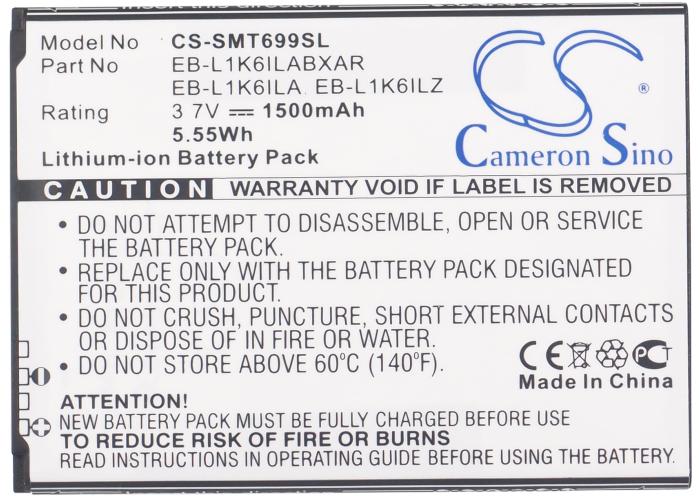 Model No CS-SMT699SL
Part No EB-L1K6ILABXAR
EB-L1K6ILA EB-L1K6ILZ
Rating 3 7V 1500mAh
5.55Wh
Lithium-ion Battery Pack
CS
®
Cameron Sino
CAUTION WARRANTY VOID IF LABEL IS REMOVED
• DO NOT ATTEMPT TO DISASSEMBLE, OPEN OR SERVICE
THE BATTERY PACK.
• REPLACE ONLY WITH THE BATTERY PACK DESIGNATED
FOR THIS PRODUCT.
• DO NOT CRUSH, PUNCTURE, SHORT EXTERNAL CONTACTS
OR DISPOSE IN FIRE OR WATER.
• DO NOT STORE ABOVE 60°C (140°F).
CE PCT
Made In China
ATTENTION!
NEW BATTERY PACK MUST BE FULLY CHARGED BEFORE USE
TO REDUCE RISK OF FIRE OR BURNS
READ INSTRUCTIONS IN DETAIL BEFORE USING BATTERY